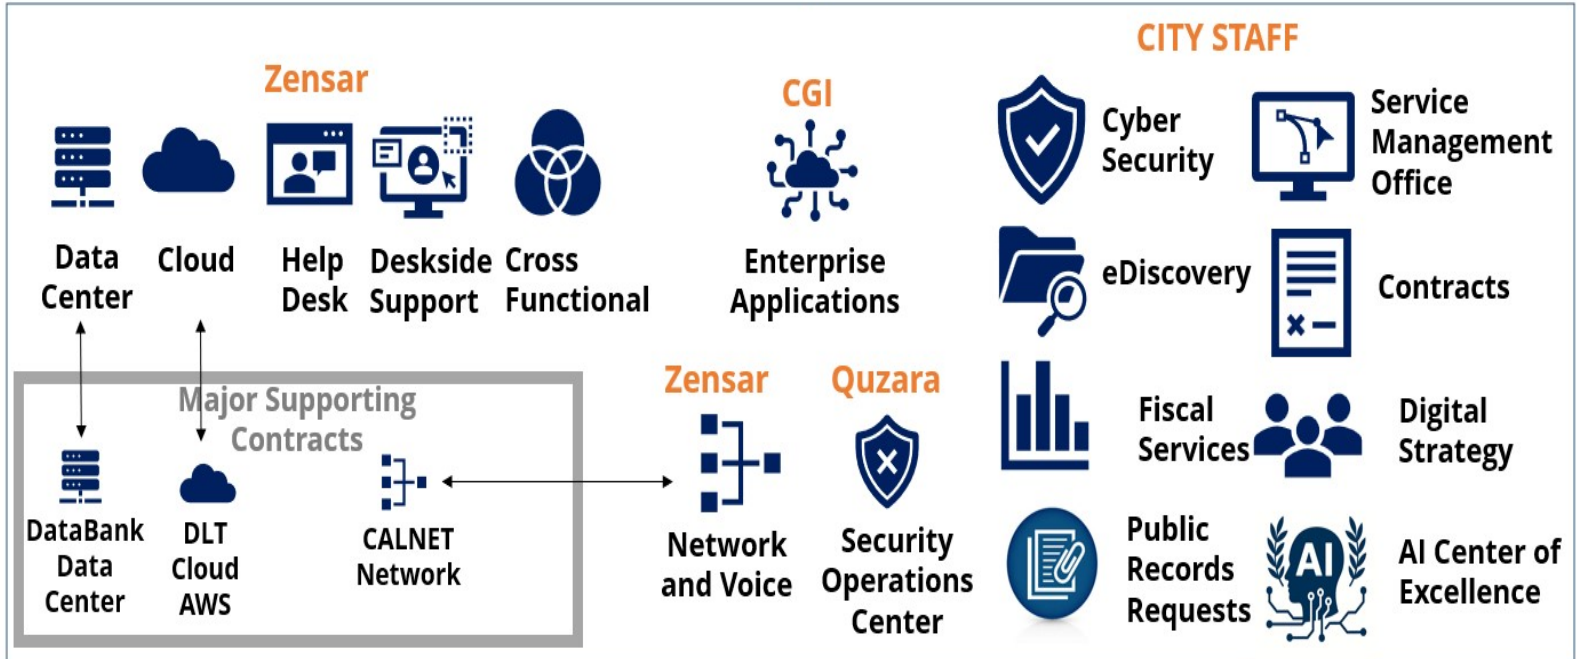 Zensar
Data
Center
Cloud
Help
Desk
Deskside
Support
Cross
Functional
CGI
Enterprise
Applications
CITY STAFF
Cyber
Security
Service
Management
Office
eDiscovery
Contracts
Fiscal
Services
Digital
Strategy
Public
Records
Requests
AI
AI Center of
Excellence
Major Supporting
Contracts
DataBank
Data
Center
DLT
Cloud
AWS
CALNET
Network
Zensar
Network
and Voice
Quzara
Security
Operations
Center